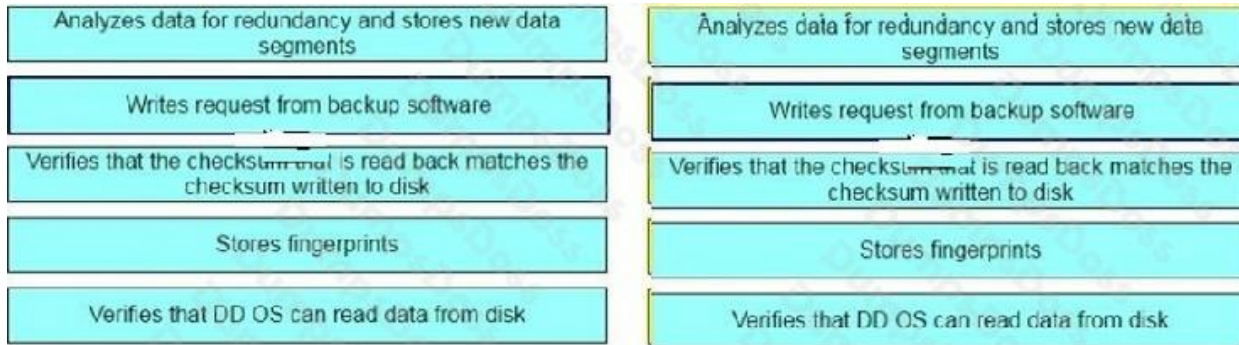 Analyzes data for redundancy and stores new data
segments
Writes request from backup software
Verifies that the checksum that is read back matches the
checksum written to disk
Stores fingerprints
Verifies that DD OS can read data from disk
Analyzes data for redundancy and stores new data
segments
Writes request from backup software
Verifies that the checksum that is read back matches the
checksum written to disk
Stores fingerprints
Verifies that DD OS can read data from disk